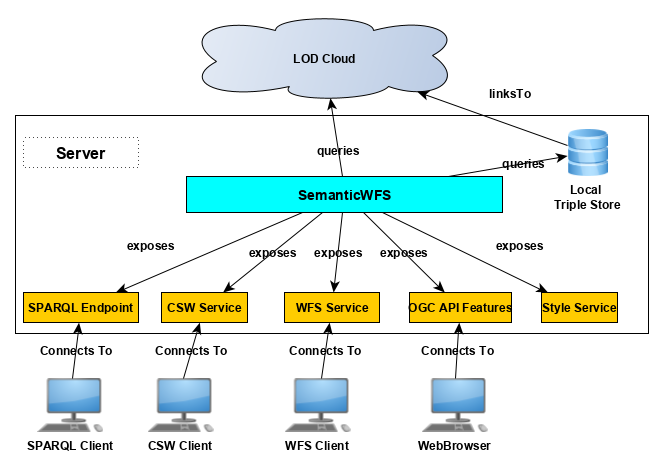 LOD Cloud
linksTo
Server
queries
queries
SemanticWFS
Local
Triple Store
exposes
exposes
exposes
exposes
exposes
SPARQL Endpoint
CSW Service
WFS Service
OGC API Features
Style Service
Connects To
Connects To
Connects To
Connects To
SPARQL Client
CSW Client
WFS Client
WebBrowser